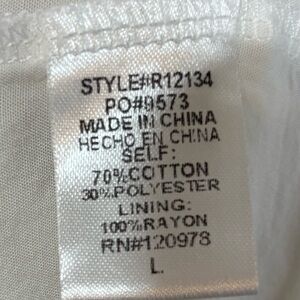 STYLE#R12134
PO#9573
MADE IN CHINA
HECHO EN CHINA
SELF:
70%COTTON
30%POLYESTER
LINING:
100%RAYON
RN#120978
L